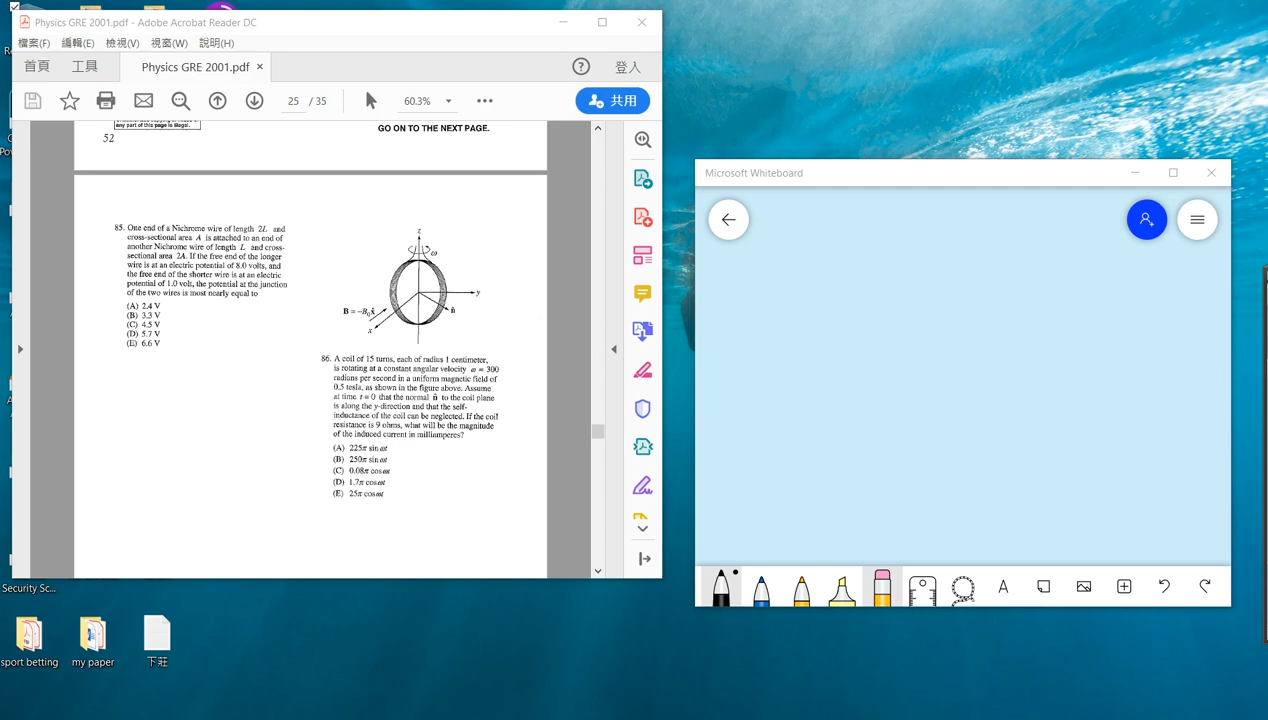 Physics GRE 2001.pdf - Adobe Acrobat Reader DC
檔案(F) 編輯(E) 檢視(V) 視窗(W) 說明(H)
首頁 工具 Physics GRE 2001.pdf × 登入
25 / 35 60.3% 共用
any part of this page is illegal.
GO ON TO THE NEXT PAGE.
52
85. One end of a Nichrome wire of length 2L and
cross-sectional area A is attached to an end of
another Nichrome wire of length L and cross-
sectional area 2A. If the free end of the longer
wire is at an electric potential of 8.0 volts, and
the free end of the shorter wire is at an electric
potential of 1.0 volt, the potential at the junction
of the two wires is most nearly equal to
(A) 2.4 V
(B) 3.3 V
(C) 4.5 V
(D) 5.7 V
(E) 6.6 V
z
ω
y
n̂
B = −B₀x̂
x
86. A coil of 15 turns, each of radius 1 centimeter,
is rotating at a constant angular velocity ω = 300
radians per second in a uniform magnetic field of
0.5 tesla, as shown in the figure above. Assume
at time t = 0 that the normal n̂ to the coil plane
is along the y-direction and that the self-
inductance of the coil can be neglected. If the coil
resistance is 9 ohms, what will be the magnitude
of the induced current in milliamperes?
(A) 225π sin ωt
(B) 250π sin ωt
(C) 0.08π cos ωt
(D) 1.7π cos ωt
(E) 25π cos ωt
Microsoft Whiteboard
Security Sc...
sport betting
my paper
下莊